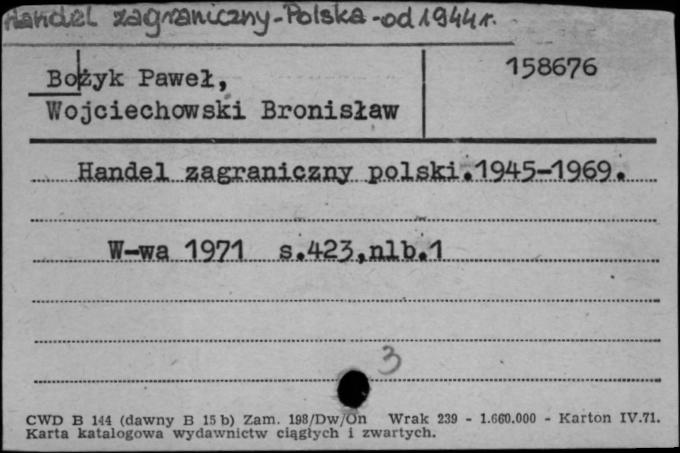 Handel zagraniczny-Polska-od 1944r.
Bożyk Paweł,
Wojciechowski Bronisław
158676
Handel zagraniczny polski.1945-1969.
W-wa 1971 s.423,nlb.1
3
CWD B 144 (dawny B 15 b) Zam. 198/Dw/On Wrak 239 - 1.660.000 - Karton IV.71.
Karta katalogowa wydawnictw ciągłych i zwartych.